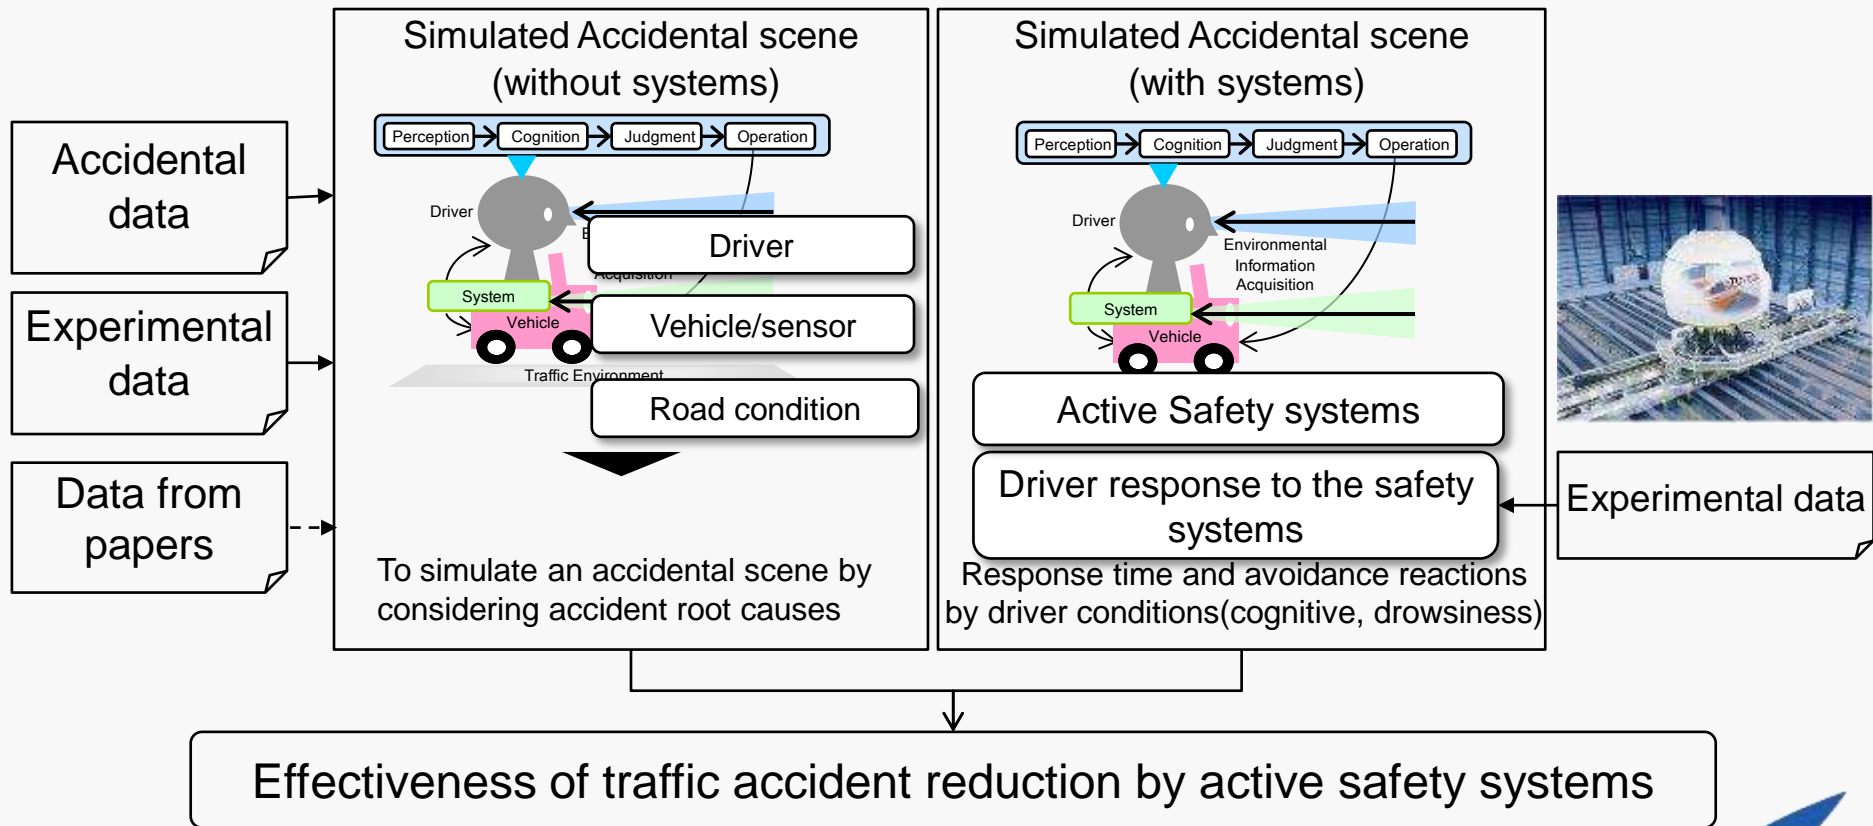 Accidental
data
Experimental
data
Data from
papers
Simulated Accidental scene
(without systems)
Perception
Cognition
Judgment
Operation
Driver
Driver
Acquisition
System
Vehicle
Vehicle/sensor
Traffic Environment
Road condition
To simulate an accidental scene by
considering accident root causes
Simulated Accidental scene
(with systems)
Perception
Cognition
Judgment
Operation
Driver
Environmental
Information
Acquisition
System
Vehicle
Active Safety systems
Driver response to the safety
systems
Response time and avoidance reactions
by driver conditions(cognitive, drowsiness)
Experimental data
Effectiveness of traffic accident reduction by active safety systems